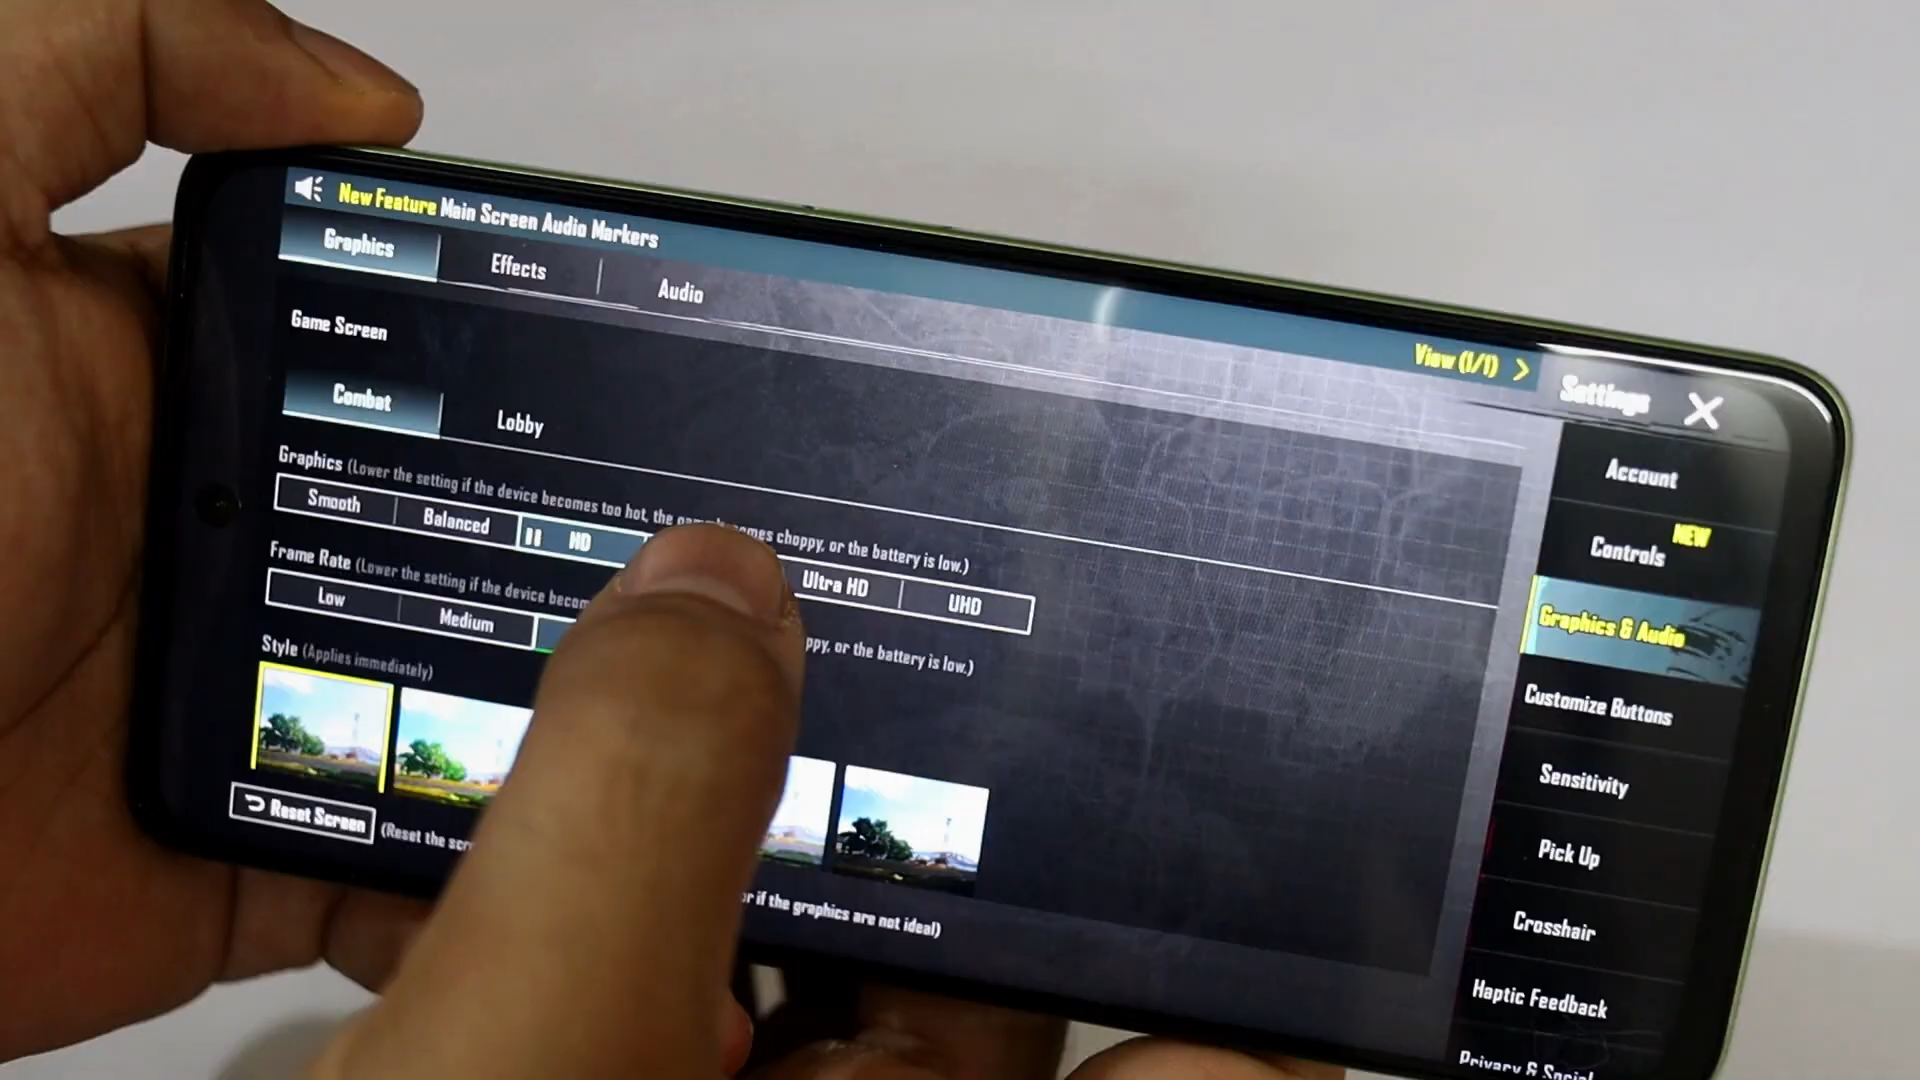 New Feature Main Screen Audio Markers
View (1/1) >
Settings X
Graphics
Effects
Audio
Game Screen
Combat
Lobby
Graphics (Lower the setting if the device becomes too hot, the choppy, or the battery is low.)
Smooth
Balanced
HD
Ultra HD
UHD
Frame Rate (Lower the setting if the device or the battery is low.)
Low
Medium
Style (Applies immediately)
Reset Screen (Reset the or if the graphics are not ideal)
Account
NEW
Controls
Graphics & Audio
Customize Buttons
Sensitivity
Pick Up
Crosshair
Haptic Feedback
Privacy & Social